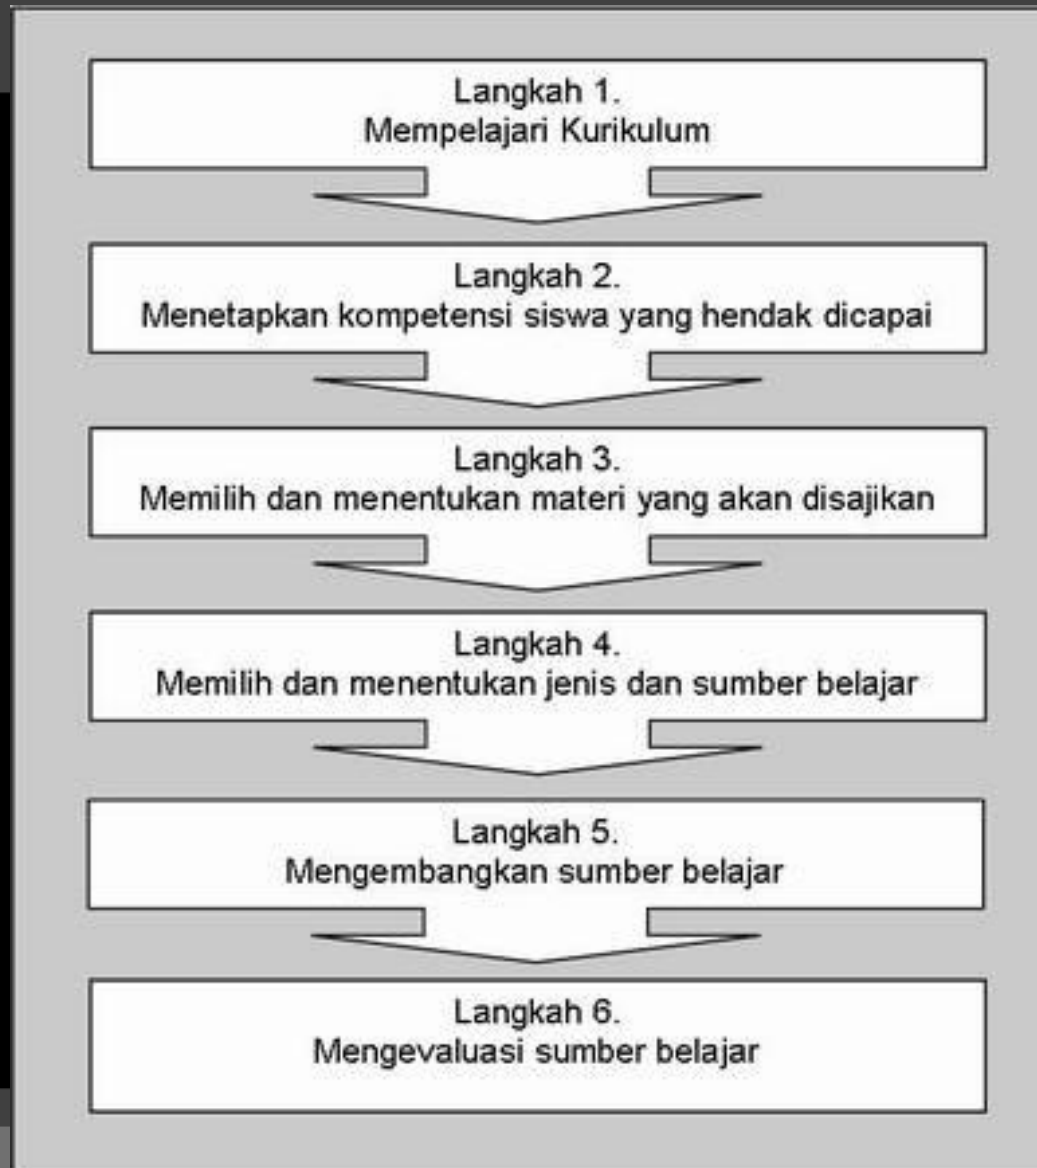 Langkah 1.
Mempelajari Kurikulum
Langkah 2.
Menetapkan kompetensi siswa yang hendak dicapai
Langkah 3.
Memilih dan menentukan materi yang akan disajikan
Langkah 4.
Memilih dan menentukan jenis dan sumber belajar
Langkah 5.
Mengembangkan sumber belajar
Langkah 6.
Mengevaluasi sumber belajar